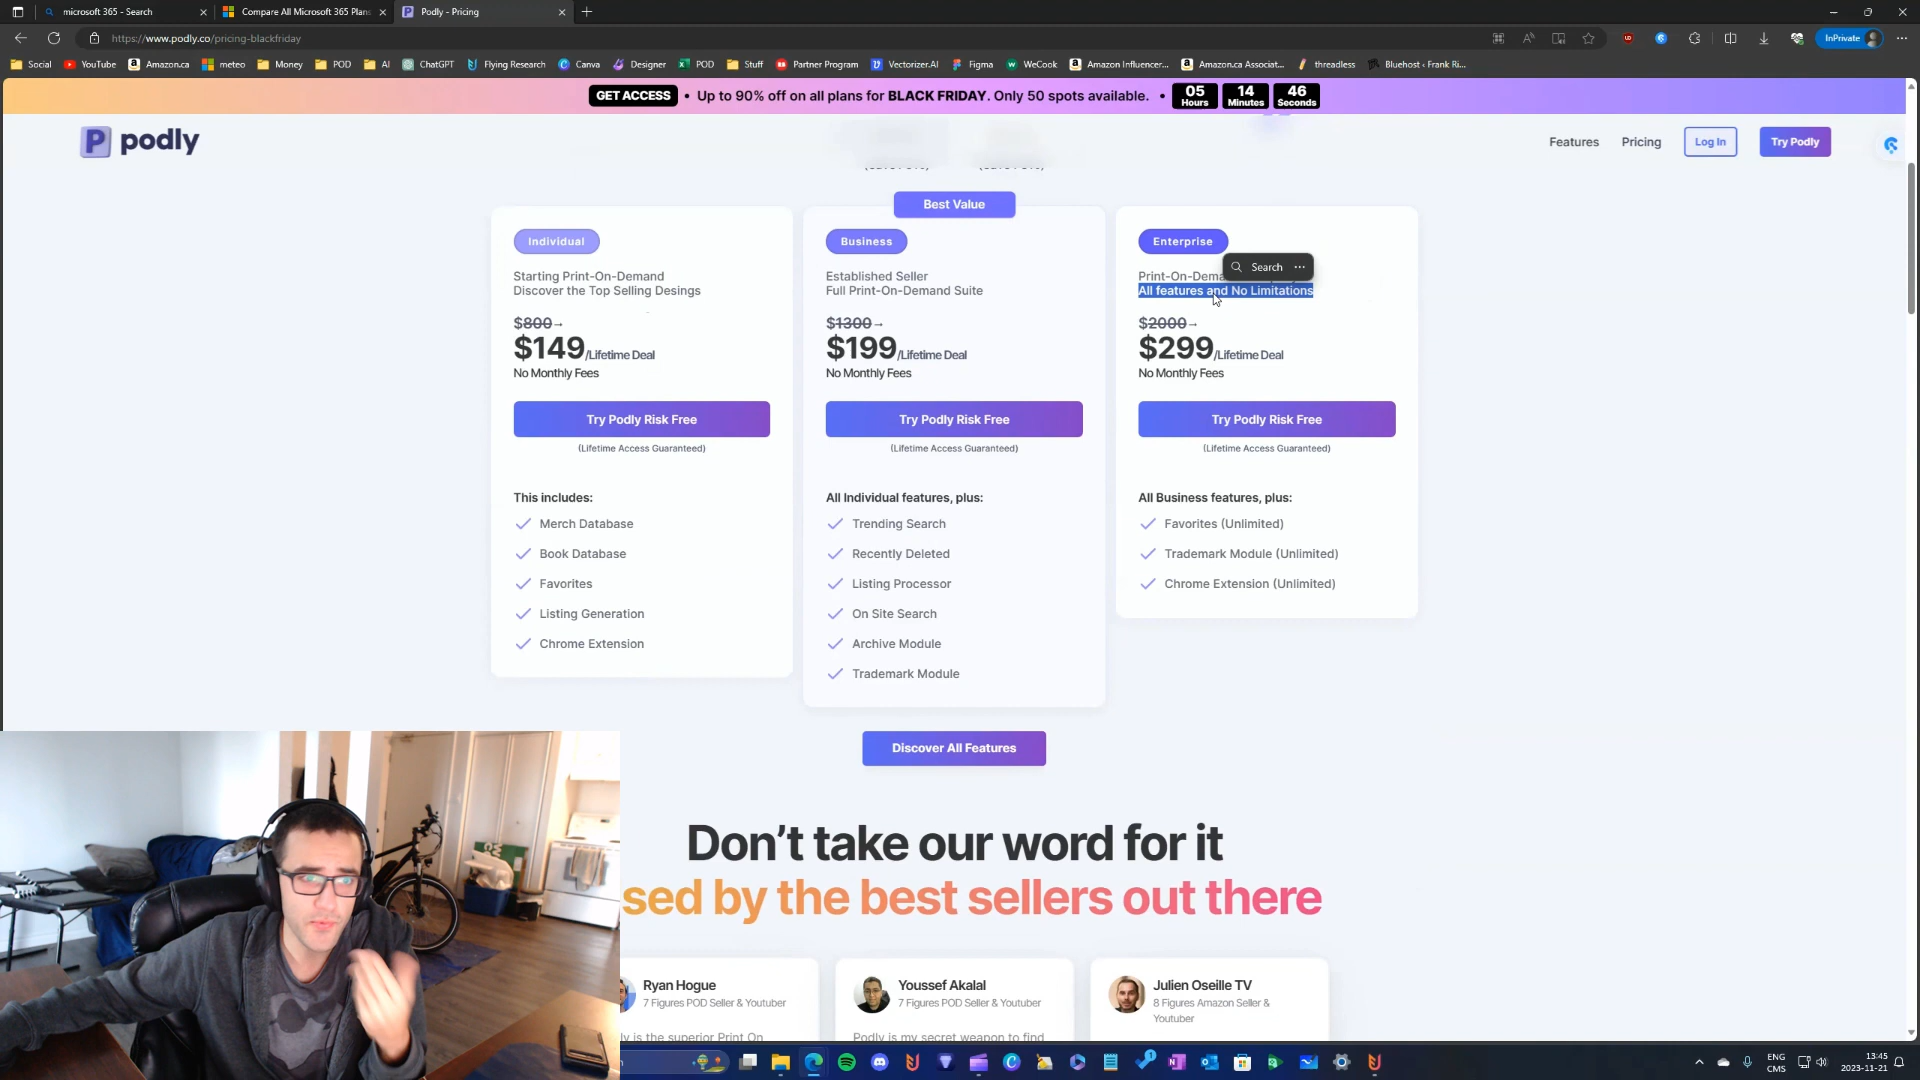 microsoft 365 - Search
Compare All Microsoft 365 Plans
Podly - Pricing
https://www.podly.co/pricing-blackfriday
InPrivate
Social
YouTube
Amazon.ca
meteo
Money
POD
AI
ChatGPT
Flying Research
Canva
Designer
POD
Stuff
Partner Program
Vectorizer.AI
Figma
WeCook
Amazon Influencer...
Amazon.ca Associat...
threadless
Bluehost ‹ Frank Ri...
GET ACCESS • Up to 90% off on all plans for BLACK FRIDAY. Only 50 spots available. •
05 Hours
14 Minutes
46 Seconds
P podly
Features
Pricing
Log In
Try Podly
Best Value
Individual
Starting Print-On-Demand
Discover the Top Selling Desings
$800→
$149/Lifetime Deal
No Monthly Fees
Try Podly Risk Free
(Lifetime Access Guaranteed)
This includes:
Merch Database
Book Database
Favorites
Listing Generation
Chrome Extension
Business
Established Seller
Full Print-On-Demand Suite
$1300→
$199/Lifetime Deal
No Monthly Fees
Try Podly Risk Free
(Lifetime Access Guaranteed)
All Individual features, plus:
Trending Search
Recently Deleted
Listing Processor
On Site Search
Archive Module
Trademark Module
Enterprise
Search
Print-On-Dema
All features and No Limitations
$2000→
$299/Lifetime Deal
No Monthly Fees
Try Podly Risk Free
(Lifetime Access Guaranteed)
All Business features, plus:
Favorites (Unlimited)
Trademark Module (Unlimited)
Chrome Extension (Unlimited)
Discover All Features
Don't take our word for it
sed by the best sellers out there
Ryan Hogue
7 Figures POD Seller & Youtuber
ly is the superior Print On
Youssef Akalal
7 Figures POD Seller & Youtuber
Podly is my secret weapon to find
Julien Oseille TV
8 Figures Amazon Seller &
Youtuber
ENG
CMS
13:45
2023-11-21